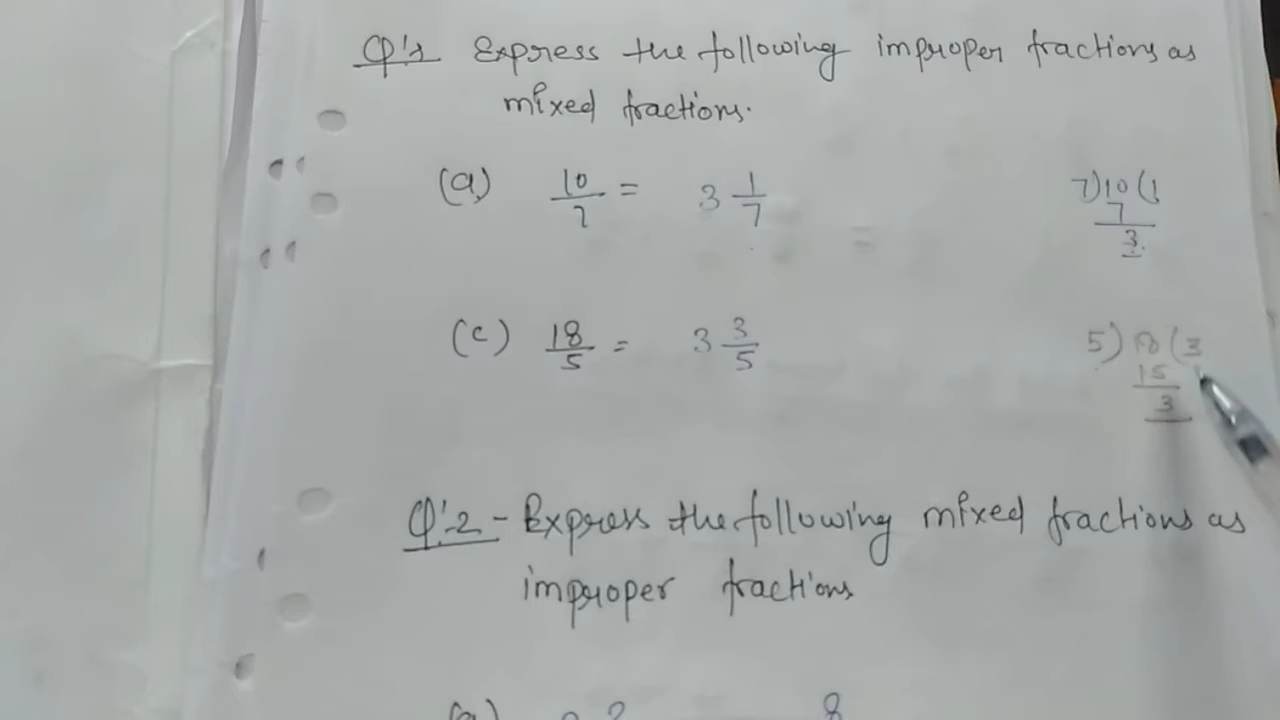 Q'1 Express the following improper fractions as
mixed fractions.
(a) 10/7 = 3 1/7
7)10(1
7
3
(c) 18/5 = 3 3/5
5)18(3
15
3
Q'.2 - Express the following mixed fractions as
improper fractions
(a)
8